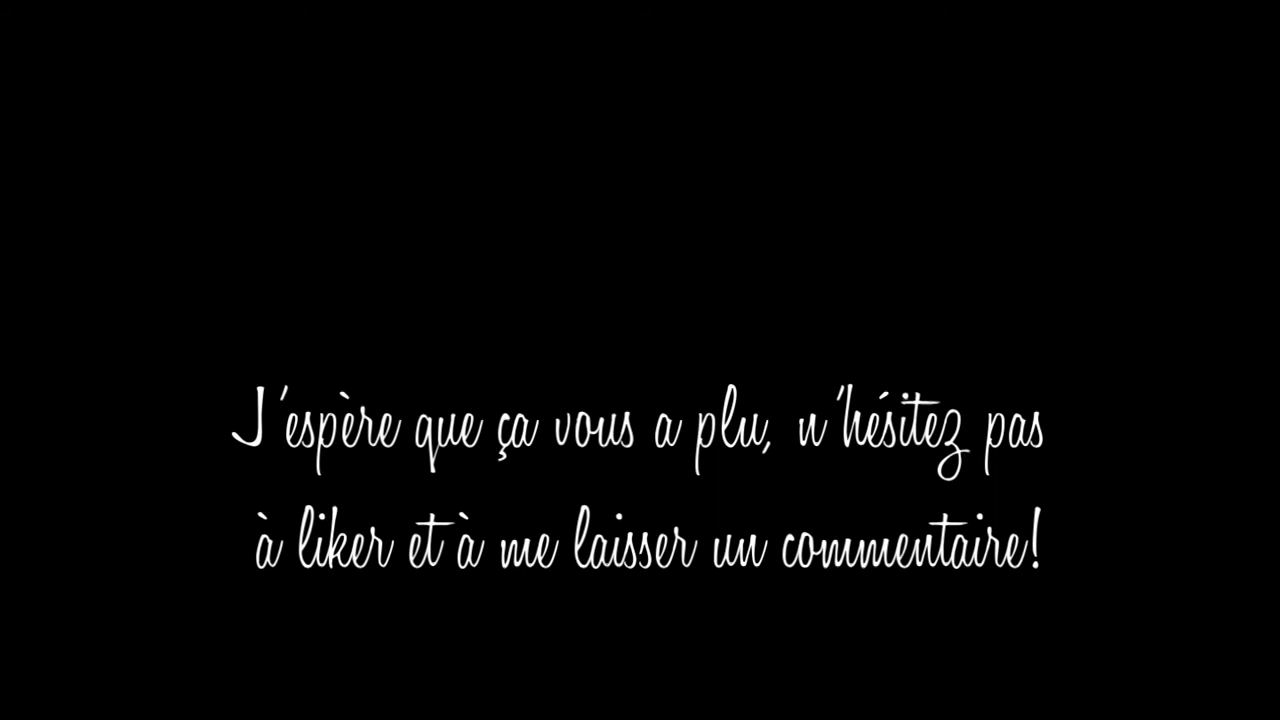 J'espère que ça vous a plu, n'hésitez pas
à liker et à me laisser un commentaire!